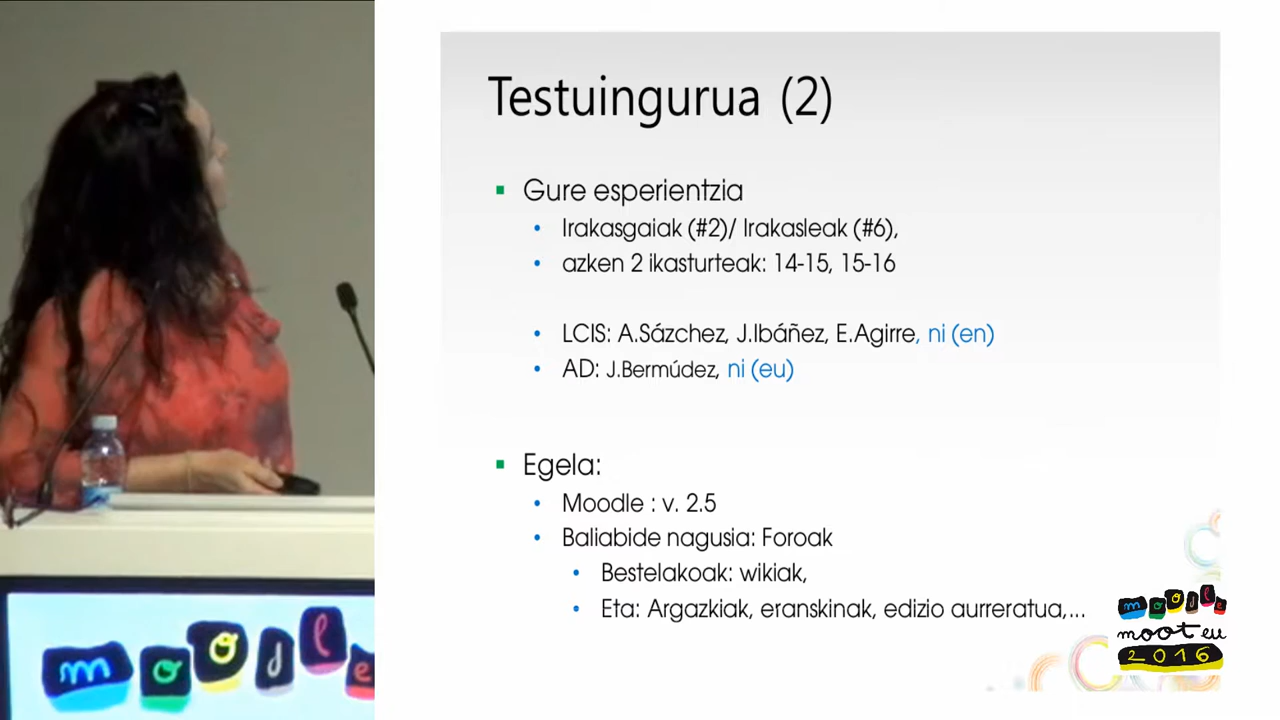 Testuingurua (2)
Gure esperientzia
Irakasgaiak (#2)/ Irakasleak (#6),
azken 2 ikasturteak: 14-15, 15-16
LCIS: A.Sázchez, J.Ibáñez, E.Agirre, ni (en)
AD: J.Bermúdez, ni (eu)
Egela:
Moodle : v. 2.5
Baliabide nagusia: Foroak
Bestelakoak: wikiak,
Eta: Argazkiak, eranskinak, edizio aurreratua,...
moodle
moot eu
2016
moodle